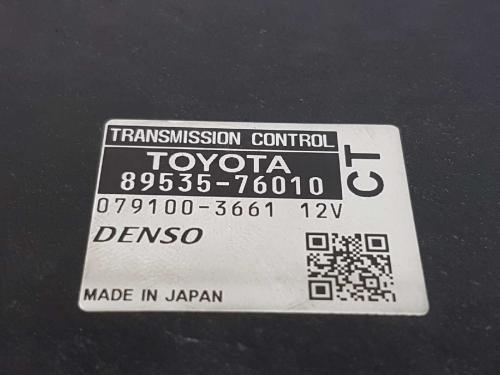 TRANSMISSION CONTROL
TOYOTA
89535-76010
CT
079100-3661 12V
DENSO
MADE IN JAPAN